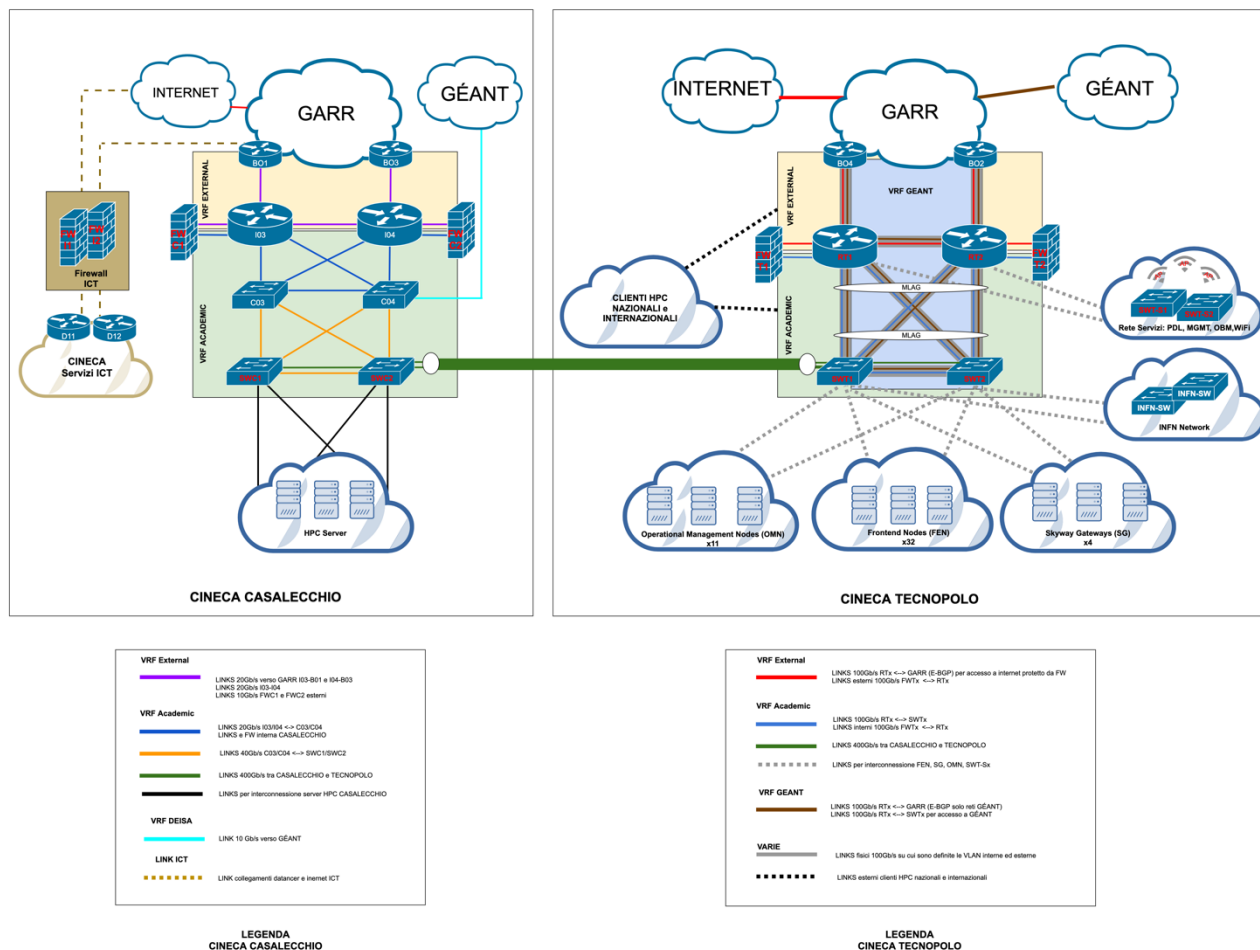 INTERNET
GARR
GÉANT
BO1
BO3
VRF EXTERNAL
I03
I04
Firewall
ICT
D11
D12
CINECA
Servizi ICT
VRF ACADEMIC
C03
C04
SWC1
HPC Server
CINECA CASALECCHIO
INTERNET
GARR
GÉANT
BO4
BO2
VRF EXTERNAL
VRF GEANT
CLIENTI HPC
NAZIONALI e
INTERNAZIONALI
VRF ACADEMIC
MLAG
MLAG
SWT1
Rete Servizi: PDL, MGMT, OBM,WiFi
INFN-SW
INFN-SW
INFN Network
Operational Management Nodes (OMN)
x11
Frontend Nodes (FEN)
x32
Skyway Gateways (SG)
x4
CINECA TECNOPOLO
VRF External
LINKS 20Gb/s verso GARR I03-B01 e I04-B03
LINKS 20Gb/s I03-I04
LINKS 10Gb/s FWC1 e FWC2 esterni
VRF Academic
LINKS 20Gb/s I03/I04 <-> C03/C04
LINKS e FW interna CASALECCHIO
LINKS 40Gb/s C03/C04 <--> SWC1/SWC2
LINKS 400Gb/s tra CASALECCHIO e TECNOPOLO
LINKS per interconnessione server HPC CASALECCHIO
VRF DEISA
LINK 10 Gb/s verso GÉANT
LINK ICT
LINK collegamenti datancer e inernet ICT
LEGENDA
CINECA CASALECCHIO
VRF External
LINKS 100Gb/s RTx <--> GARR (E-BGP) per accesso a internet protetto da FW
LINKS esterni 100Gb/s FWTx <--> RTx
VRF Academic
LINKS 100Gb/s RTx <--> SWTx
LINKS interni 100Gb/s FWTx <--> RTx
LINKS 400Gb/s tra CASALECCHIO e TECNOPOLO
LINKS per interconnessione FEN, SG, OMN, SWT-Sx
VRF GEANT
LINKS 100Gb/s RTx <--> GARR (E-BGP solo reti GÉANT)
LINKS 100Gb/s RTx <--> SWTx per accesso a GÉANT
VARIE
LINKS fisici 100Gb/s su cui sono definite le VLAN interne ed esterne
LINKS esterni clienti HPC nazionali e internazionali
LEGENDA
CINECA TECNOPOLO